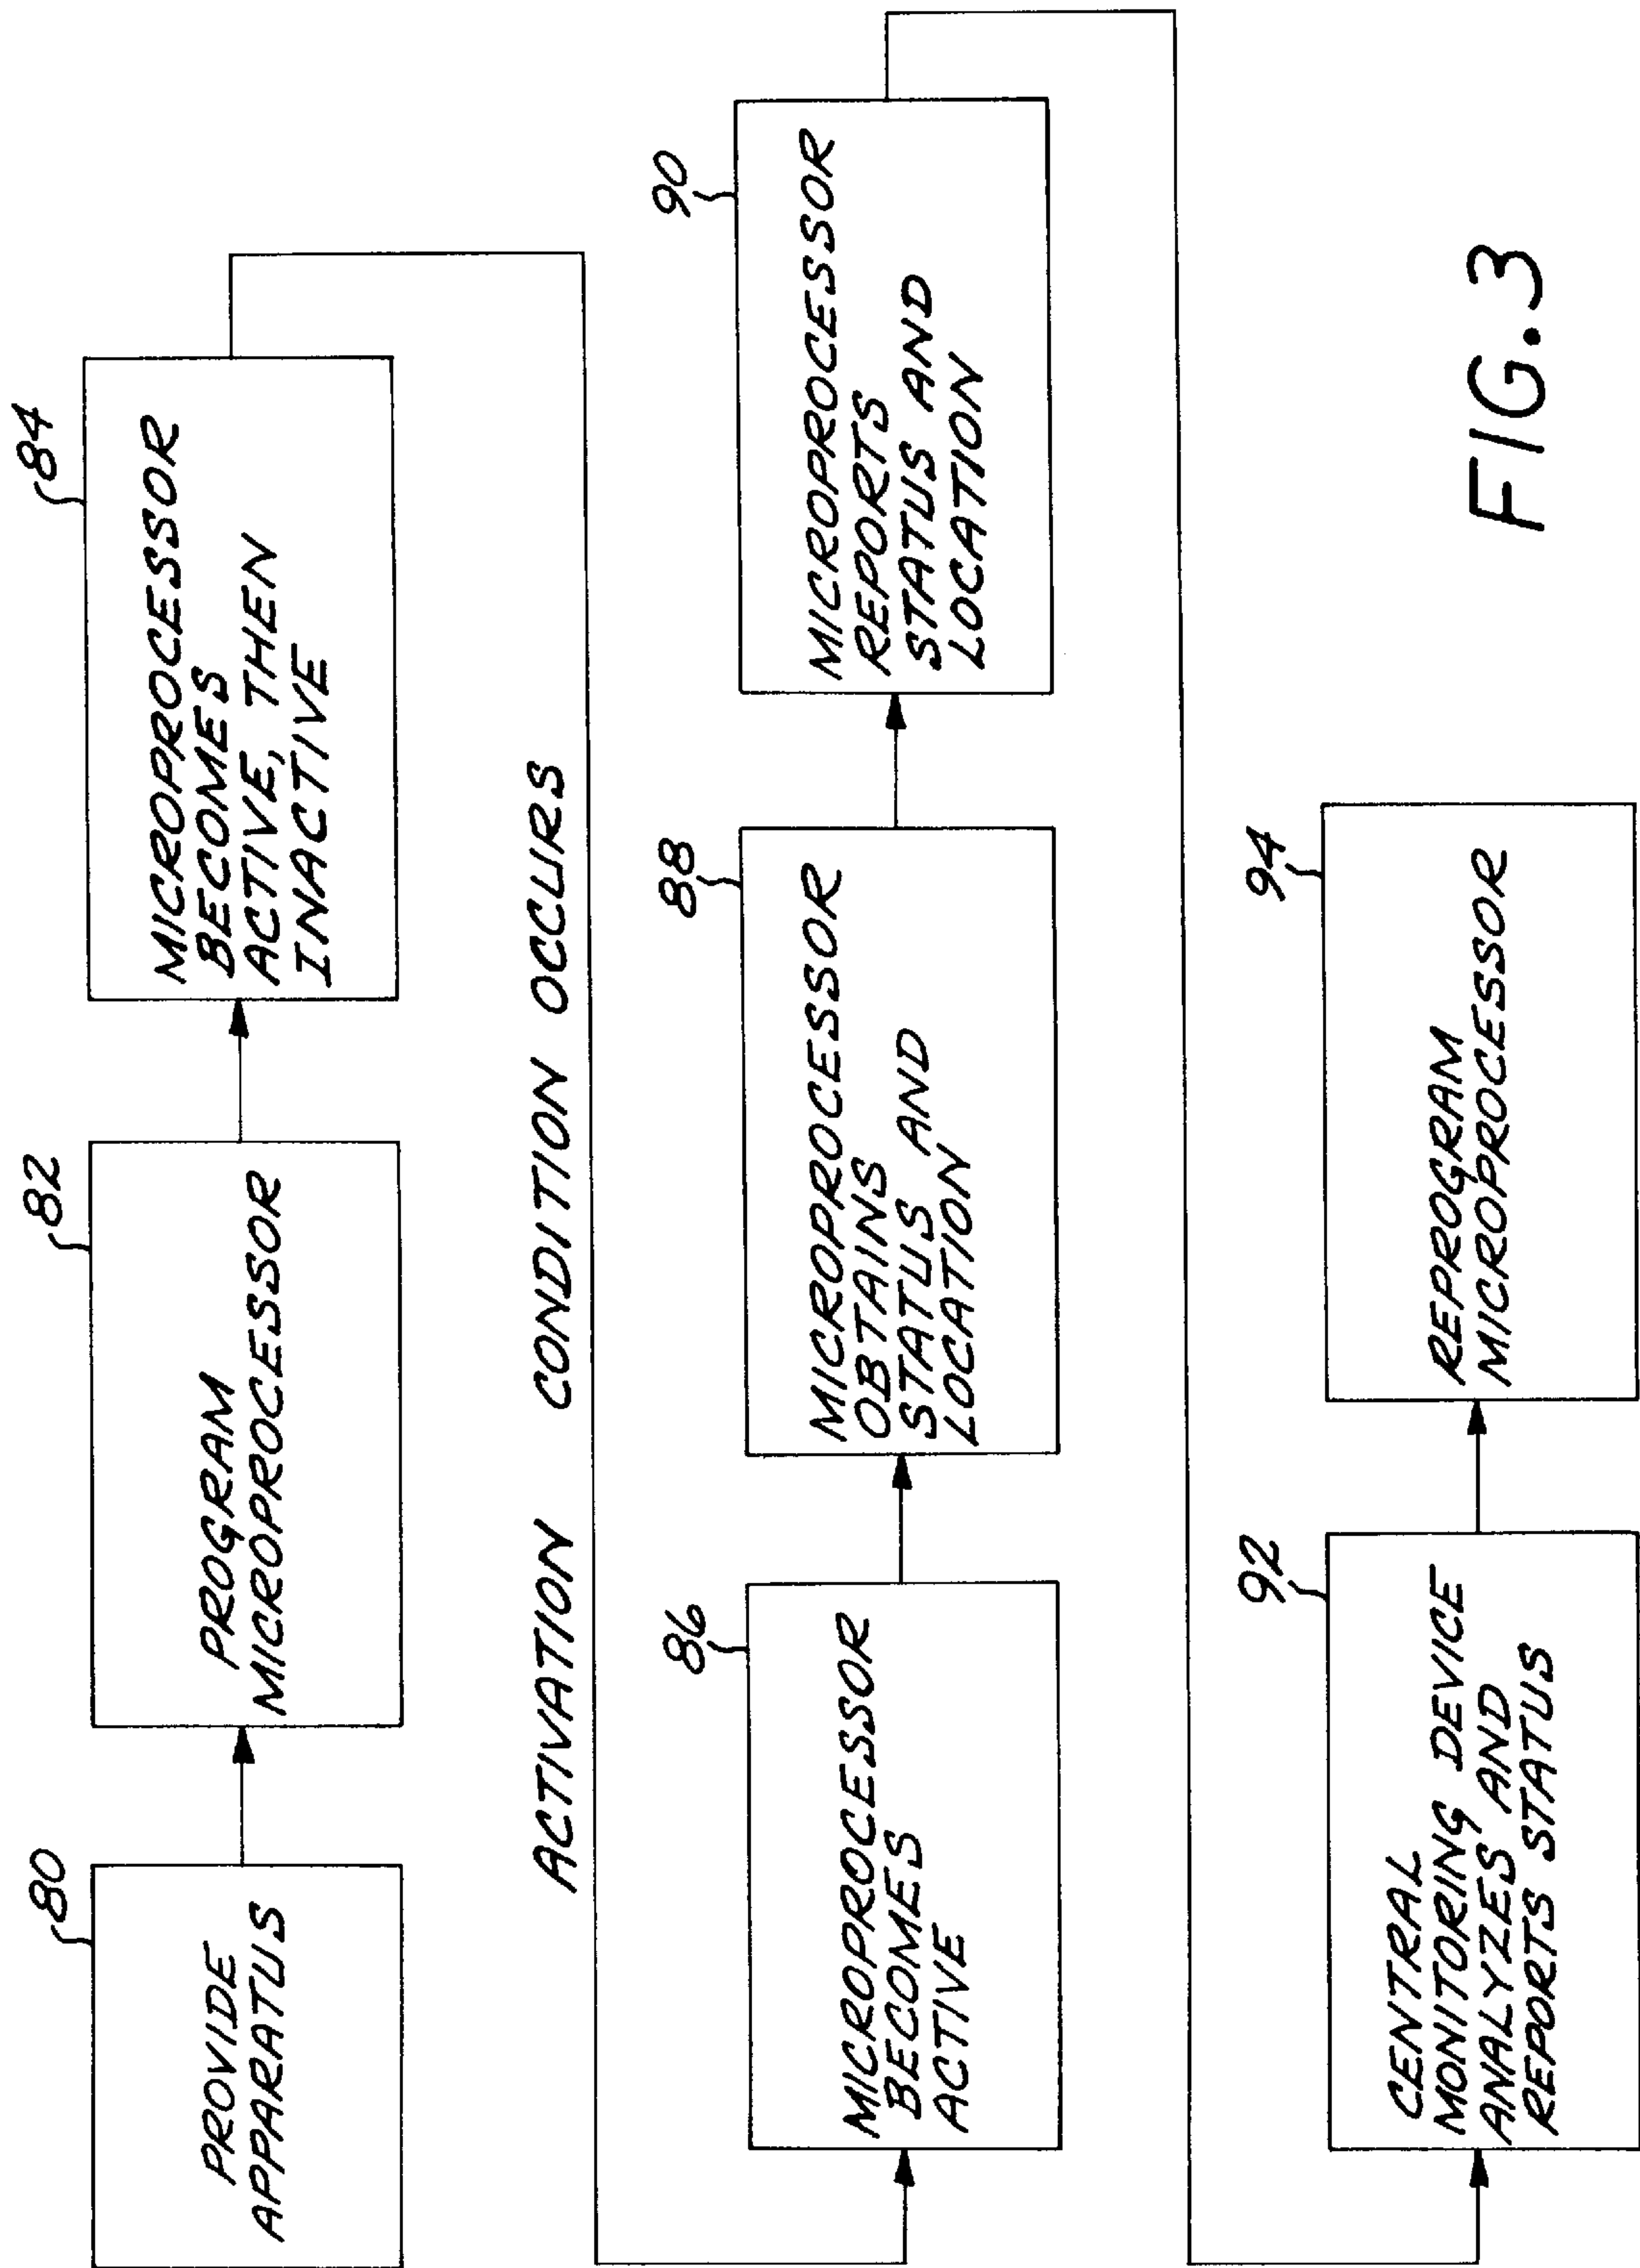 80
PROVIDE
APPARATUS
82
PROGRAM
MICROPROCESSOR
84
MICROPROCESSOR
BECOMES
ACTIVE, THEN
INACTIVE
ACTIVATION CONDITION OCCURS
86
MICROPROCESSOR
BECOMES
ACTIVE
88
MICROPROCESSOR
OBTAINS
STATUS AND
LOCATION
90
MICROPROCESSOR
REPORTS
STATUS AND
LOCATION
92
CENTRAL
MONITORING DEVICE
ANALYZES AND
REPORTS STATUS
94
REPROGRAM
MICROPROCESSOR
FIG.3